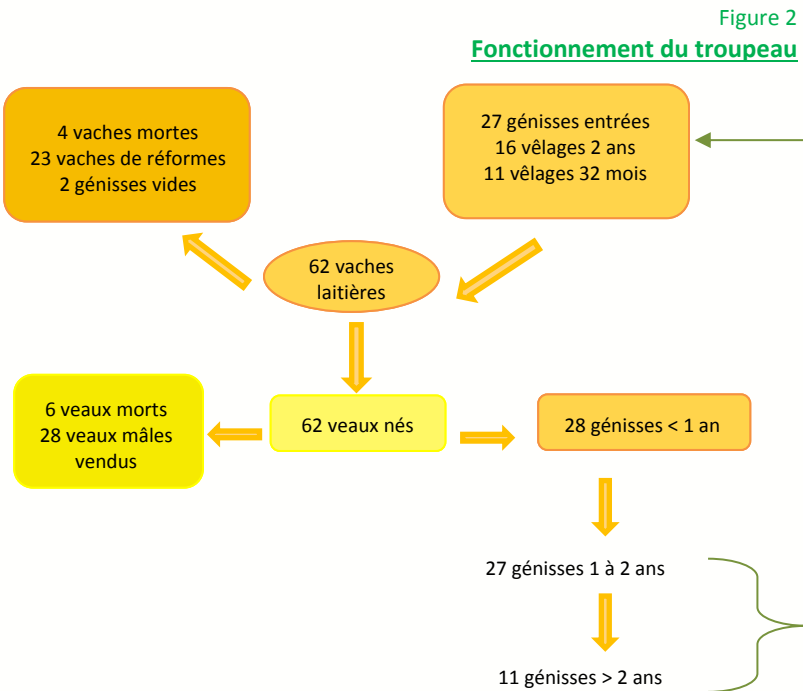 Figure 2
Fonctionnement du troupeau
4 vaches mortes
23 vaches de réformes
2 génisses vides
27 génisses entrées
16 vêlages 2 ans
11 vêlages 32 mois
62 vaches
laitières
6 veaux morts
28 veaux mâles
vendus
62 veaux nés
28 génisses < 1 an
27 génisses 1 à 2 ans
11 génisses > 2 ans